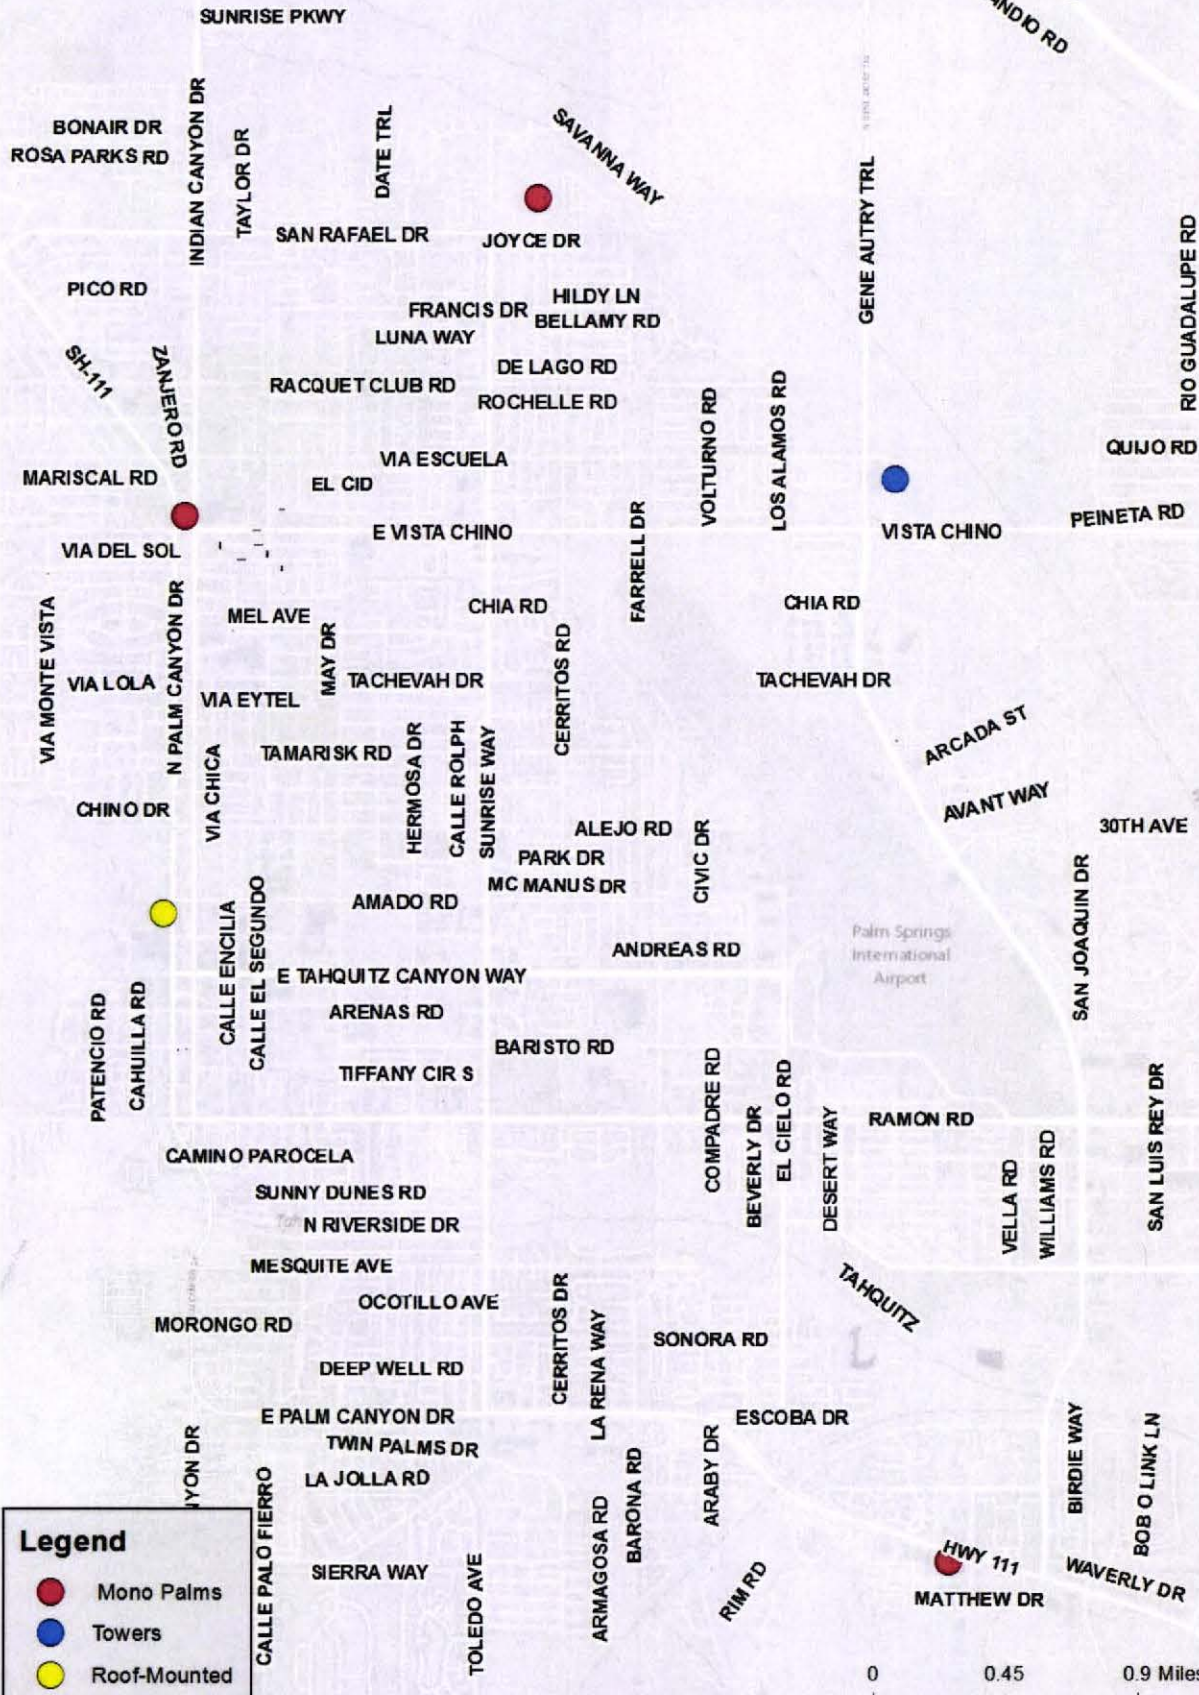 SUNRISE PKWY
INDIAN CANYON DR
BONAIR DR
ROSA PARKS RD
TAYLOR DR
DATE TRL
SAVANNA WAY
GENE AUTRY TRL
RIO GUADALUPE RD
SAN RAFAEL DR
JOYCE DR
PICO RD
HILDY LN
FRANCIS DR
BELLAMY RD
LUNA WAY
SH-111
ZANJERO RD
DE LAGO RD
RACQUET CLUB RD
ROCHELLE RD
VOLTURNO RD
LOS ALAMOS RD
QUIJO RD
VIA ESCUELA
MARISCAL RD
EL CID
PEINETA RD
E VISTA CHINO
VISTA CHINO
VIA DEL SOL
FARRELL DR
MEL AVE
CHIA RD
CHIA RD
VIA MONTE VISTA
N PALM CANYON DR
MAY DR
CERRITOS RD
VIA LOLA
TACHEVAH DR
TACHEVAH DR
VIA EYTEL
ARCADA ST
TAMARISK RD
VIA CHICA
HERMOSA DR
CALLE ROLPH
SUNRISE WAY
CHINO DR
AVANT WAY
ALEJO RD
30TH AVE
PARK DR
CIVIC DR
MC MANUS DR
AMADO RD
CALLE ENCILIA
CALLE EL SEGUNDO
SAN JOAQUIN DR
Palm Springs
International
Airport
ANDREAS RD
E TAHQUITZ CANYON WAY
PATENCIO RD
CAHUILLA RD
ARENAS RD
BARISTO RD
TIFFANY CIR S
COMPADRE RD
BEVERLY DR
EL CIELO RD
DESERT WAY
RAMON RD
SAN LUIS REY DR
CAMINO PAROCELA
VELLA RD
WILLIAMS RD
SUNNY DUNES RD
N RIVERSIDE DR
MESQUITE AVE
TAHQUITZ
OCOTILLO AVE
CERRITOS DR
LA RENA WAY
MORONGO RD
SONORA RD
DEEP WELL RD
E PALM CANYON DR
ESCOBA DR
TWIN PALMS DR
YON DR
ARABY DR
BIRDIE WAY
BOB O LINK LN
LA JOLLA RD
CALLE PALO FIERRO
ARMAGOSA RD
BARONA RD
SIERRA WAY
TOLEDO AVE
RIM RD
HWY 111
WAVERLY DR
MATTHEW DR
Legend
Mono Palms
Towers
Roof-Mounted
0 0.45 0.9 Miles